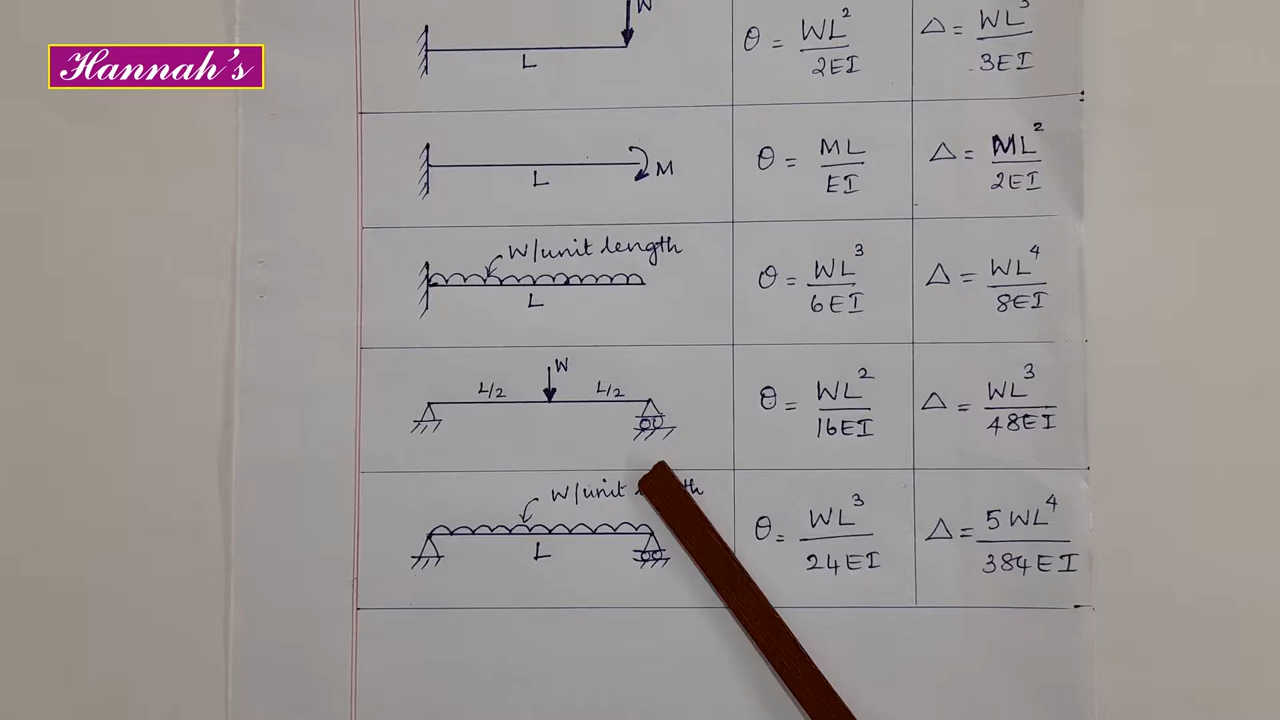 Hannah's
W
L
θ = WL²/2EI
Δ = WL³/3EI
M
L
θ = ML/EI
Δ = ML²/2EI
W/unit length
L
θ = WL³/6EI
Δ = WL⁴/8EI
W
L/2 L/2
θ = WL²/16EI
Δ = WL³/48EI
W/unit
L
θ = WL³/24EI
Δ = 5WL⁴/384EI